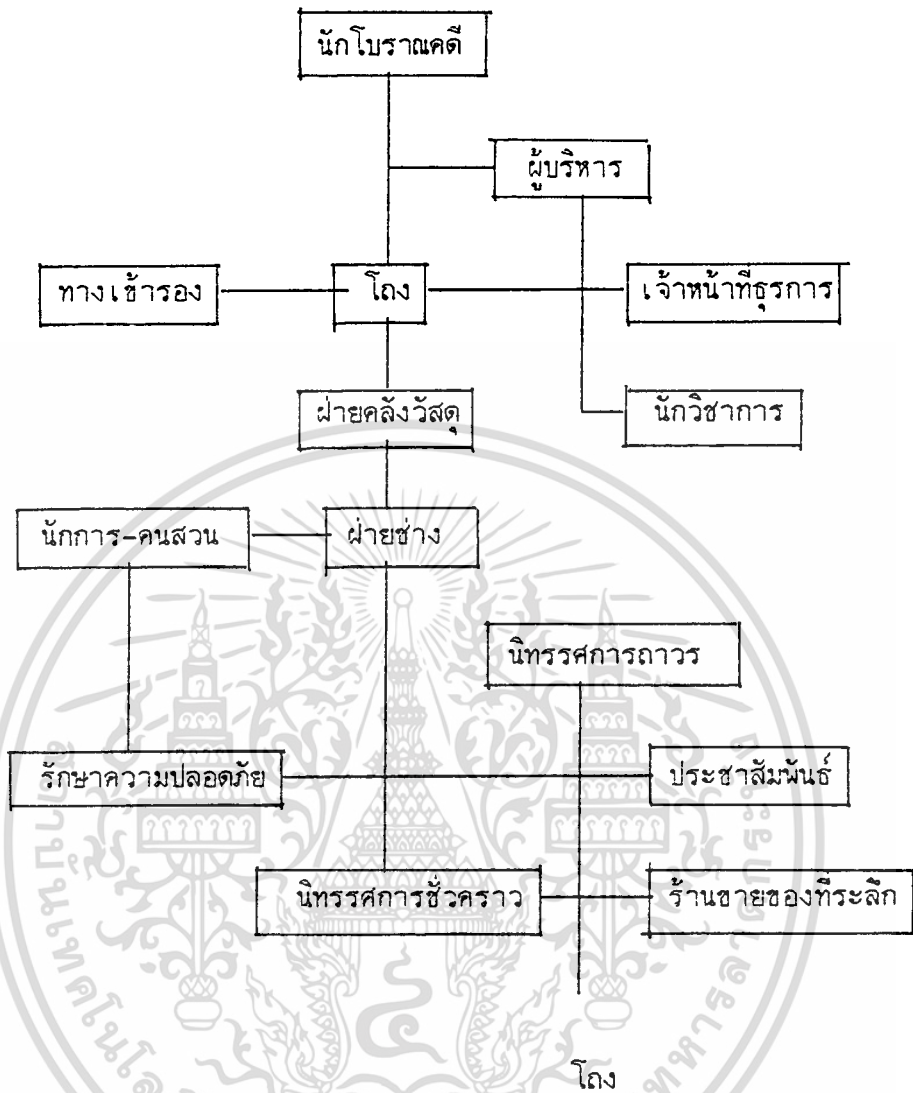 นักโบราณคดี
ผู้บริหาร
ทางเข้ารอง
โถง
เจ้าหน้าที่ธุรการ
ฝ่ายคลังวัสดุ
นักวิชาการ
นักการ-คนสวน
ฝ่ายช่าง
นิทรรศการถาวร
รักษาความปลอดภัย
ประชาสัมพันธ์
นิทรรศการชั่วคราว
ร้านขายของที่ระลึก
โถง